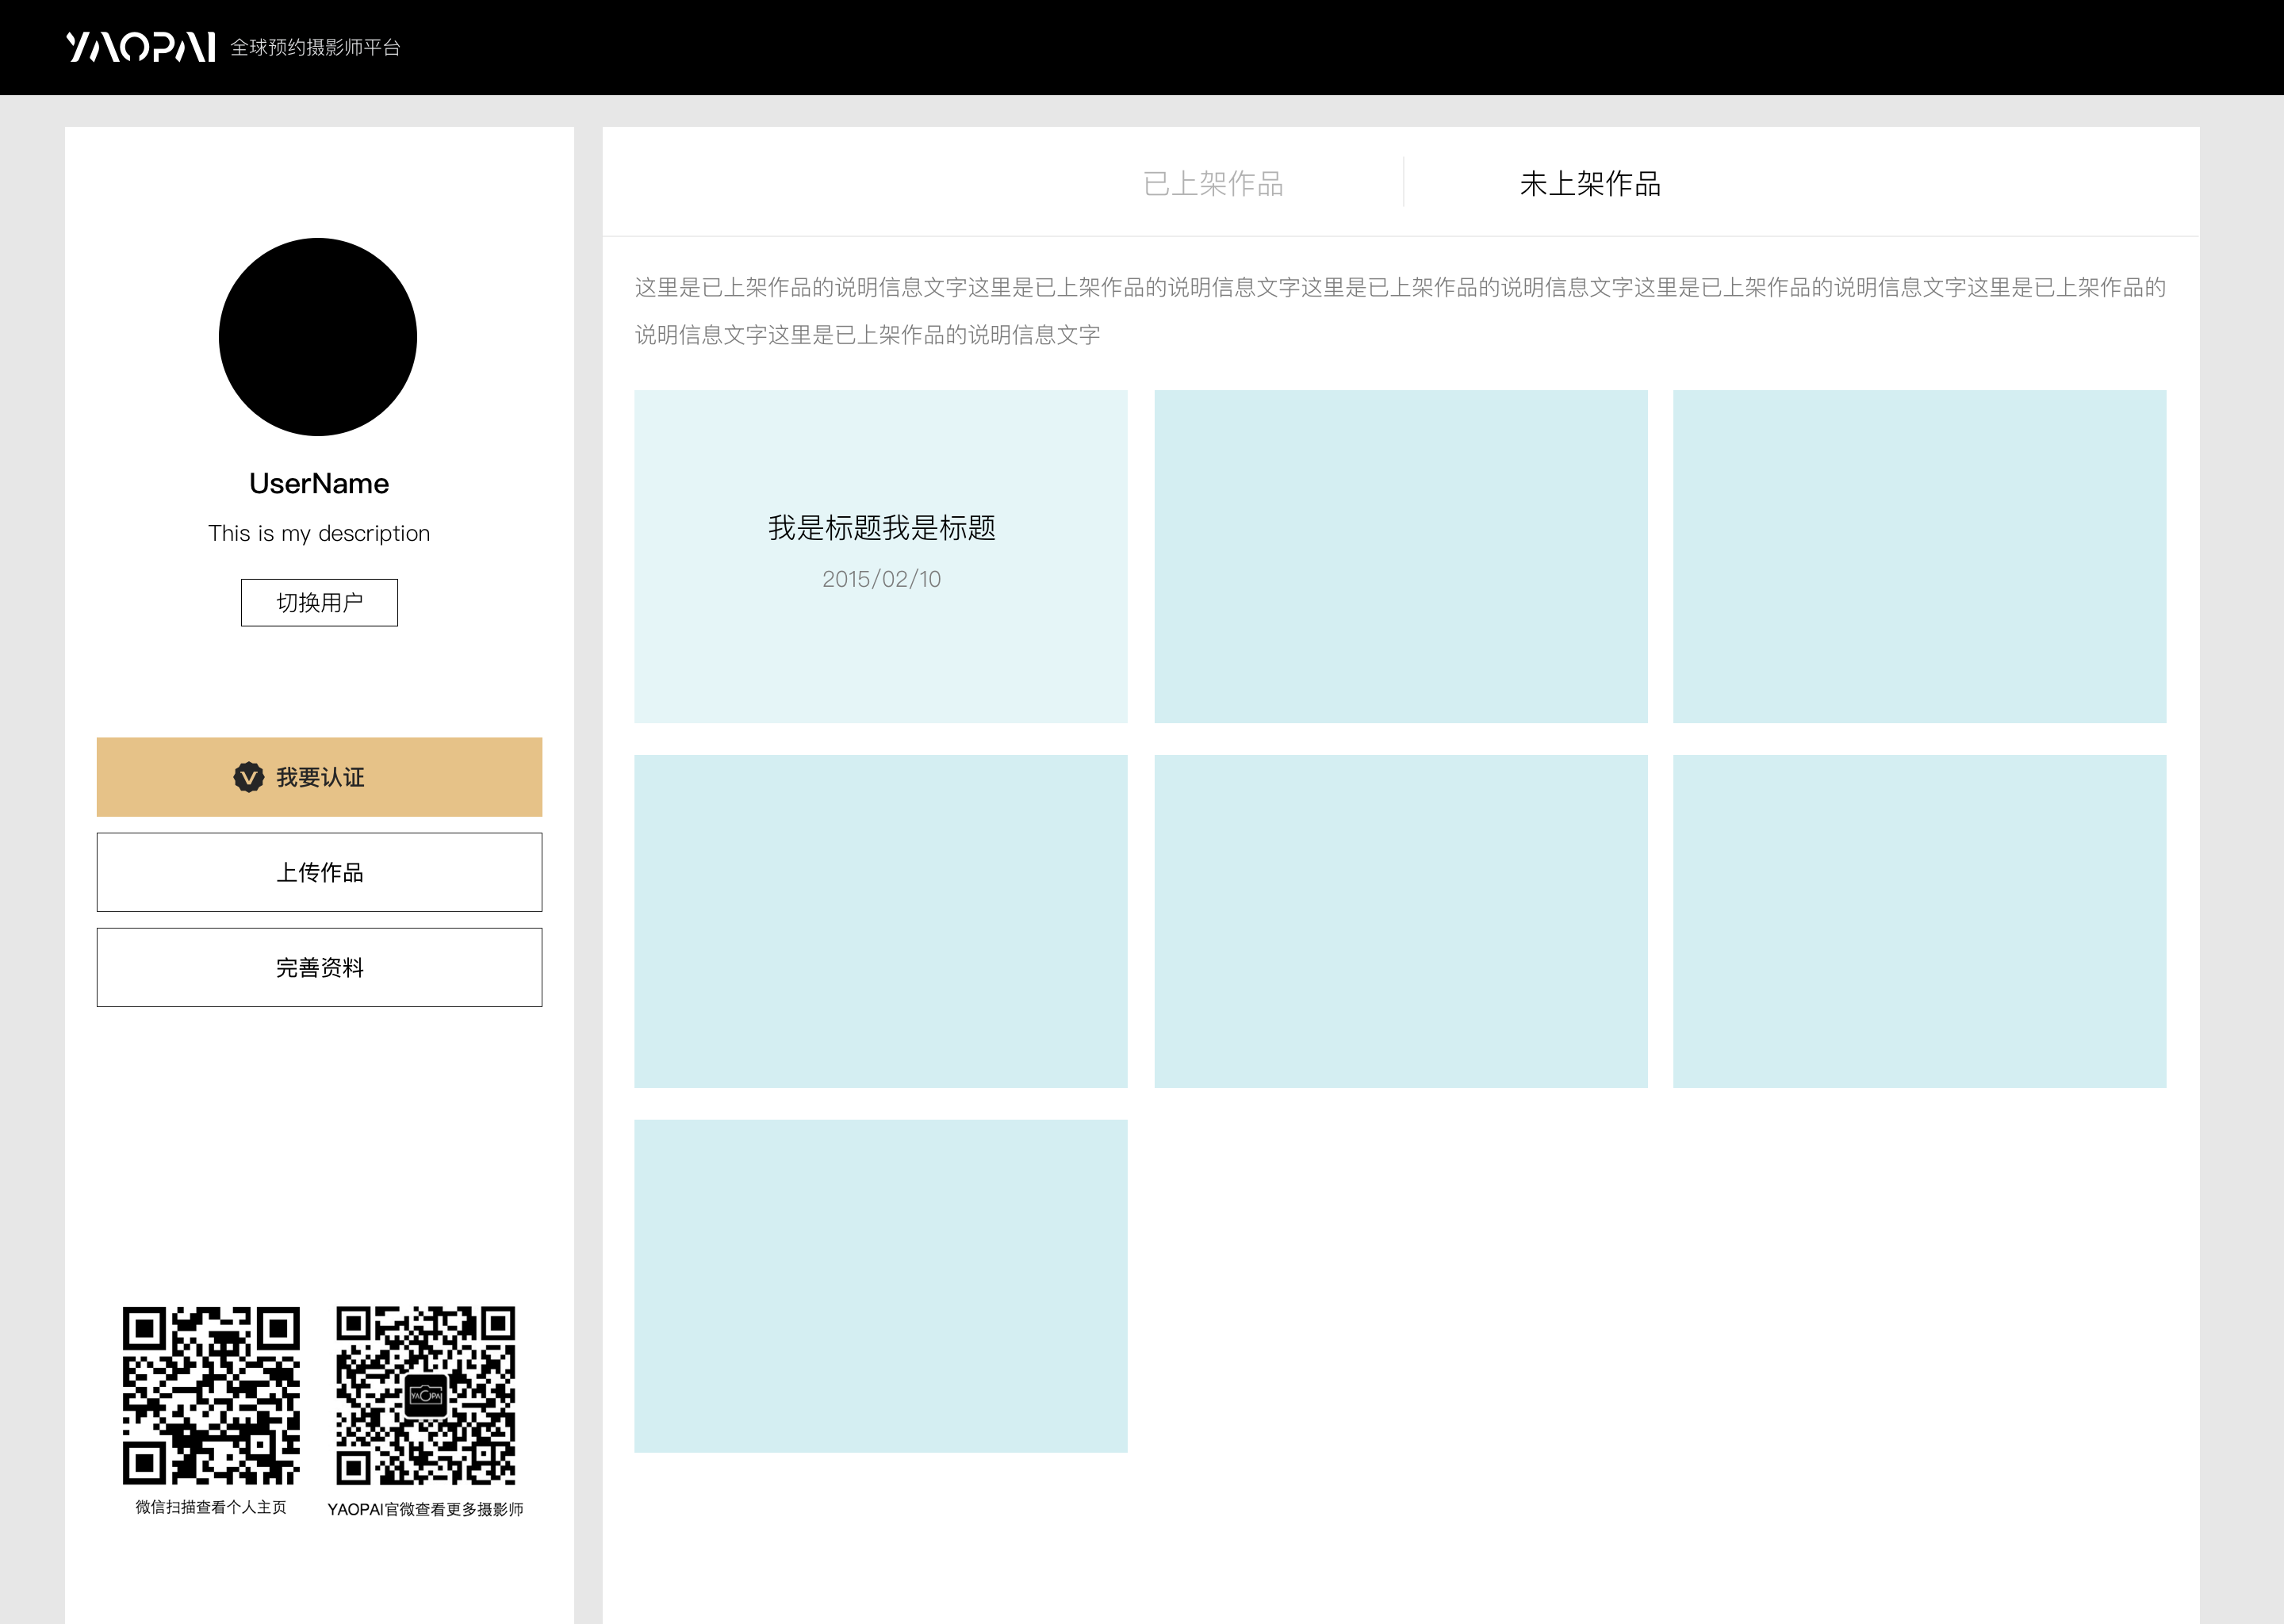 YAOPAI 全球预约摄影师平台
UserName
This is my description
切换用户
我要认证
上传作品
完善资料
YAOPAI
微信扫描查看个人主页
YAOPAI官微查看更多摄影师
已上架作品
未上架作品
这里是已上架作品的说明信息文字这里是已上架作品的说明信息文字这里是已上架作品的说明信息文字这里是已上架作品的说明信息文字这里是已上架作品的
说明信息文字这里是已上架作品的说明信息文字
我是标题我是标题
2015/02/10